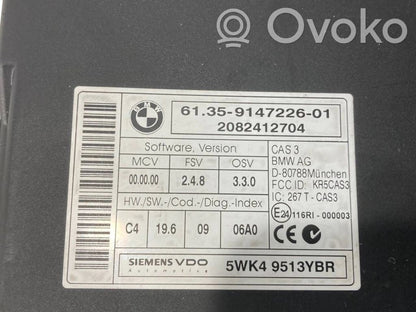 Ovoko
BMW
61.35-9147226-01
2082412704
Software, Version
MCV FSV OSV
00.00.00 2.4.8 3.3.0
HW./SW.-/Cod.-/Diag.-Index
C4 19.6 09 06A0
CAS 3
BMW AG
D-80788München
FCC ID: KR5CAS3
IC: 267 T - CAS3
E24 116RI - 000003
SIEMENS VDO
Automotive
5WK4 9513YBR